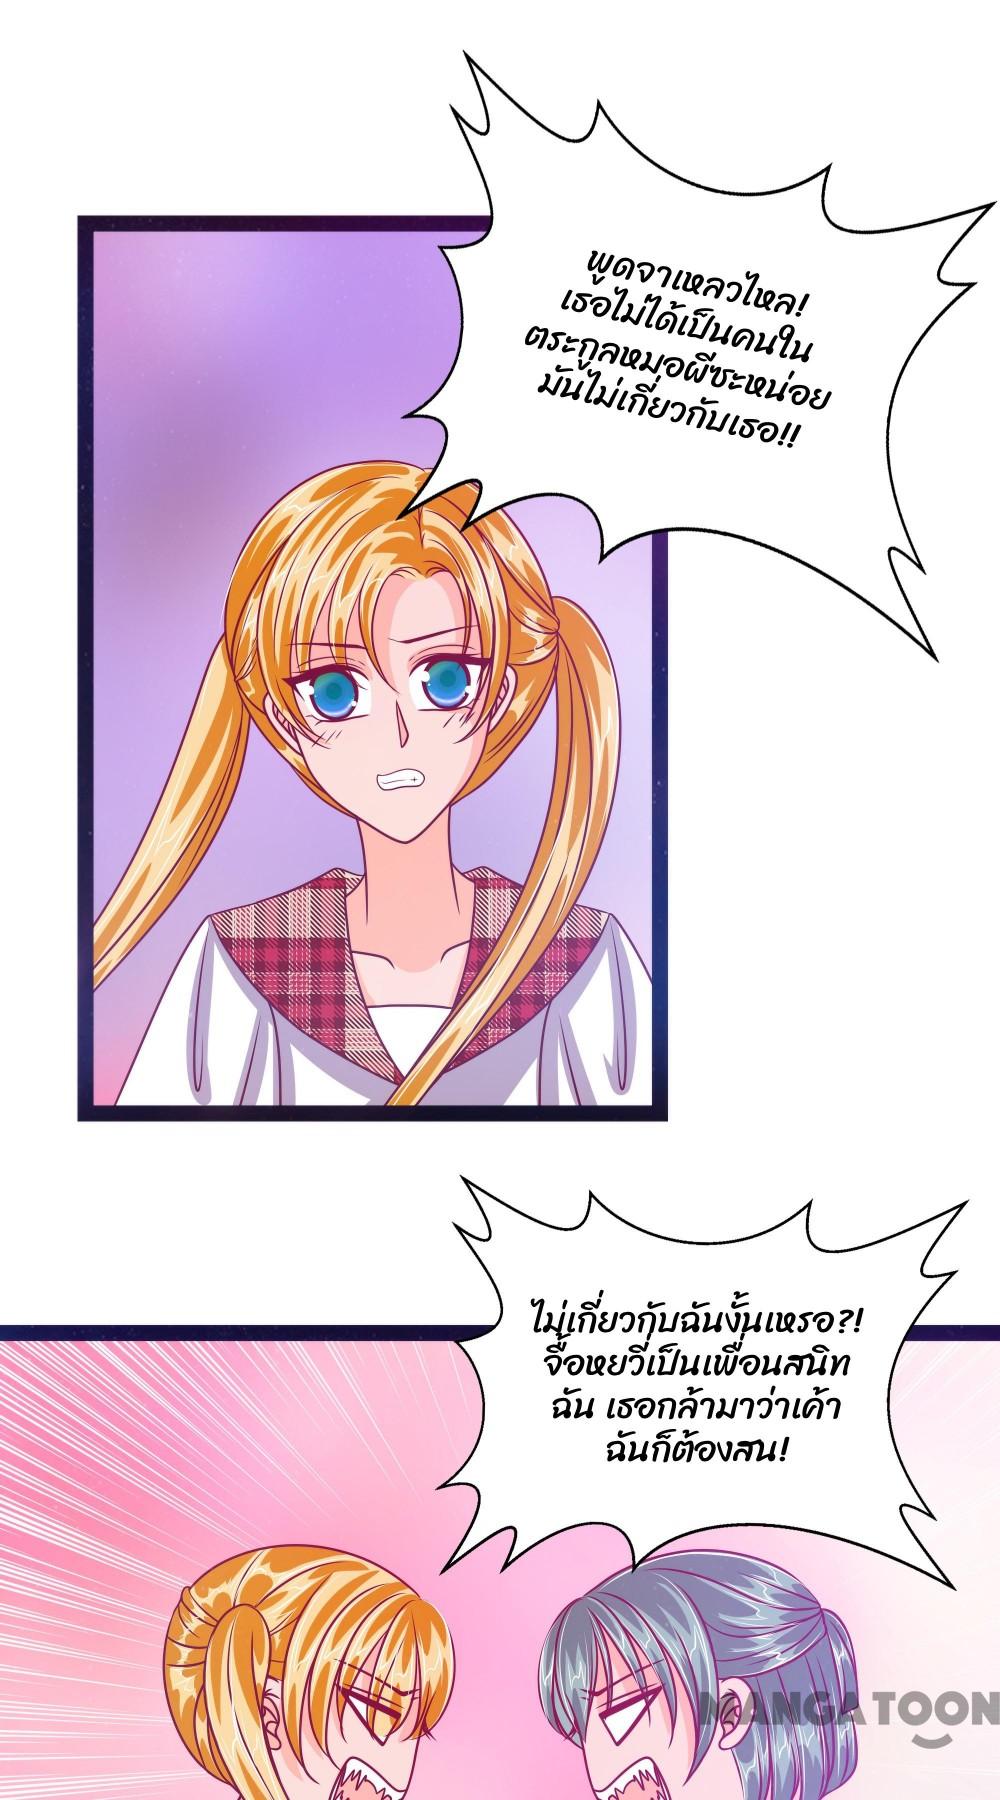 พูดจาเหลวไหล!
เธอไม่ได้เป็นคนใน
ตระกูลหมอผีซะหน่อย
มันไม่เกี่ยวกับเธอ!!
ไม่เกี่ยวกับฉันงั้นเหรอ?!
จื้อหยวี่เป็นเพื่อนสนิท
ฉัน เธอกล้ามาว่าเค้า
ฉันก็ต้องสน!
MANGATOON